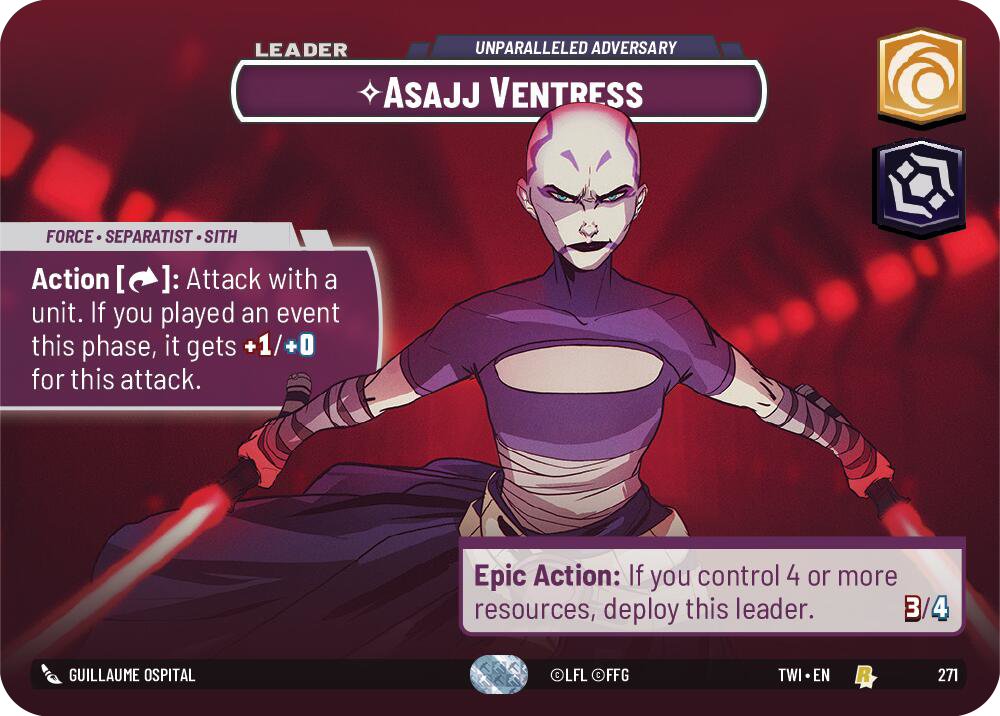 LEADER
UNPARALLELED ADVERSARY
ASAJJ VENTRESS
FORCE • SEPARATIST • SITH
Action [ ]: Attack with a
unit. If you played an event
this phase, it gets +1/+0
for this attack.
Epic Action: If you control 4 or more
resources, deploy this leader.
3/4
GUILLAUME OSPITAL
©LFL ©FFG
TWI • EN
R
271